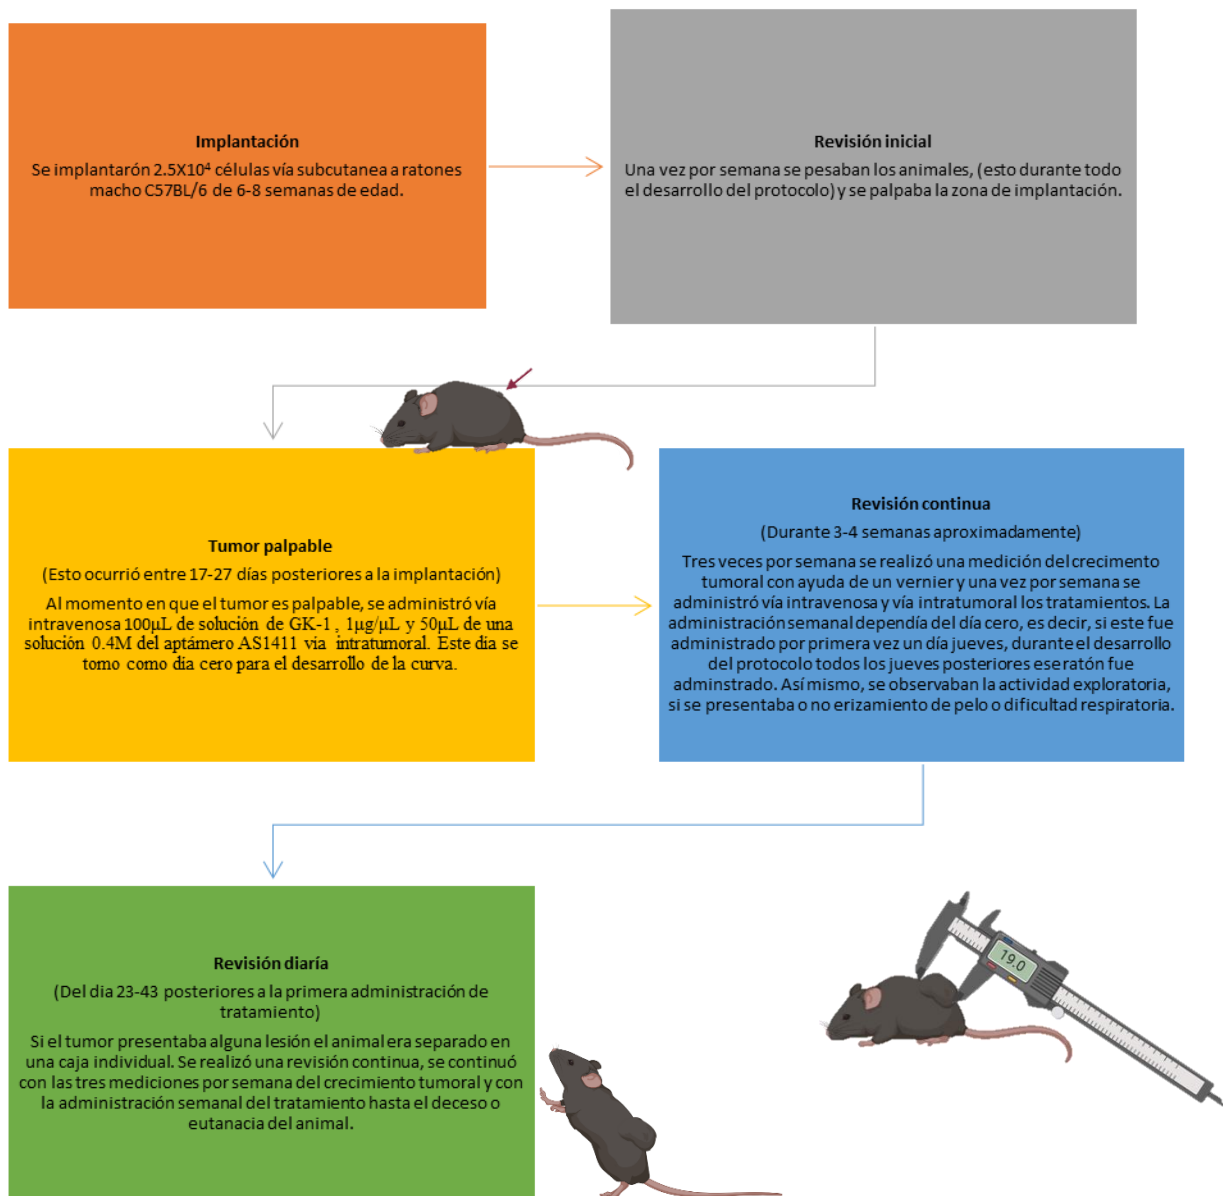 Implantación
Se implantarón 2.5X10⁴ células vía subcutanea a ratones
macho C57BL/6 de 6-8 semanas de edad.
Revisión inicial
Una vez por semana se pesaban los animales, (esto durante todo
el desarrollo del protocolo) y se palpaba la zona de implantación.
Tumor palpable
(Esto ocurrió entre 17-27 días posteriores a la implantación)
Al momento en que el tumor es palpable, se administró vía
intravenosa 100μL de solución de GK-1 , 1μg/μL y 50μL de una
solución 0.4M del aptámero AS1411 via intratumoral. Este dia se
tomo como dia cero para el desarrollo de la curva.
Revisión continua
(Durante 3-4 semanas aproximadamente)
Tres veces por semana se realizó una medición del crecimento
tumoral con ayuda de un vernier y una vez por semana se
administró vía intravenosa y vía intratumoral los tratamientos. La
administración semanal dependía del día cero, es decir, si este fue
administrado por primera vez un día jueves, durante el desarrollo
del protocolo todos los jueves posteriores ese ratón fue
adminstrado. Así mismo, se observaban la actividad exploratoria,
si se presentaba o no erizamiento de pelo o dificultad respiratoria.
Revisión diaría
(Del dia 23-43 posteriores a la primera administración de
tratamiento)
Si el tumor presentaba alguna lesión el animal era separado en
una caja individual. Se realizó una revisión continua, se continuó
con las tres mediciones por semana del crecimiento tumoral y con
la administración semanal del tratamiento hasta el deceso o
eutanacia del animal.
19.0